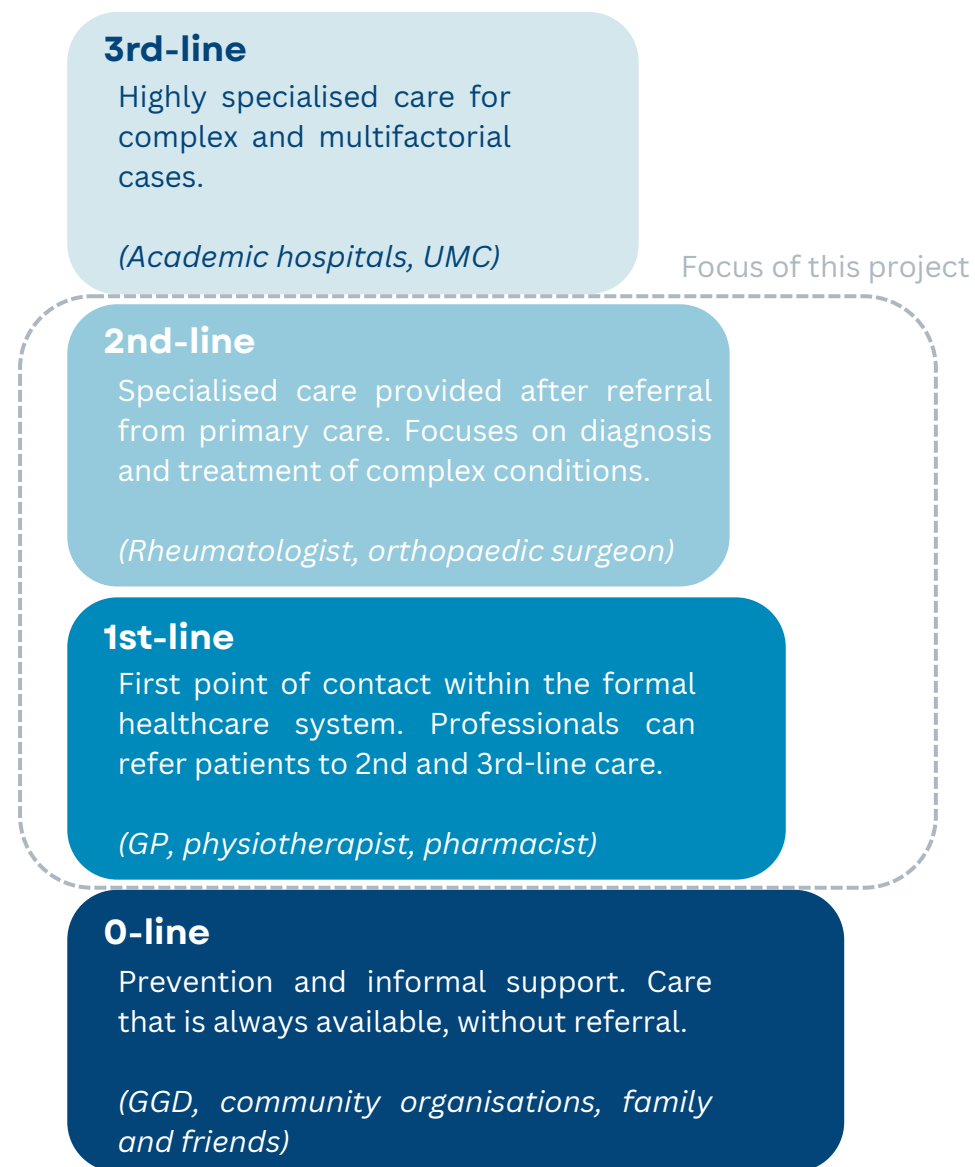 3rd-line
Highly specialised care for
complex and multifactorial
cases.
(Academic hospitals, UMC)
Focus of this project
2nd-line
Specialised care provided after referral
from primary care. Focuses on diagnosis
and treatment of complex conditions.
(Rheumatologist, orthopaedic surgeon)
1st-line
First point of contact within the formal
healthcare system. Professionals can
refer patients to 2nd and 3rd-line care.
(GP, physiotherapist, pharmacist)
0-line
Prevention and informal support. Care
that is always available, without referral.
(GGD, community organisations, family
and friends)